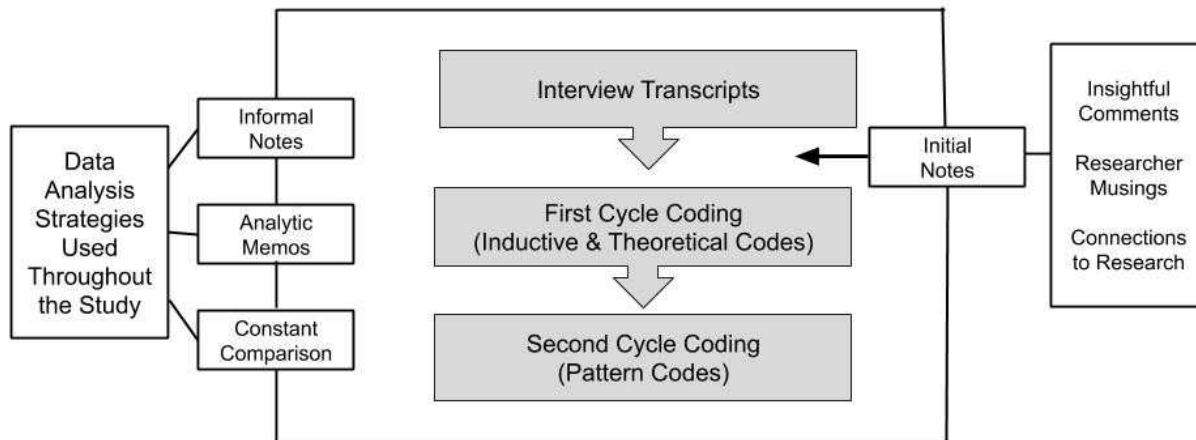 Data
Analysis
Strategies
Used
Throughout
the Study
Informal
Notes
Analytic
Memos
Constant
Comparison
Interview Transcripts
First Cycle Coding
(Inductive & Theoretical Codes)
Second Cycle Coding
(Pattern Codes)
Initial
Notes
Insightful
Comments
Researcher
Musings
Connections
to Research